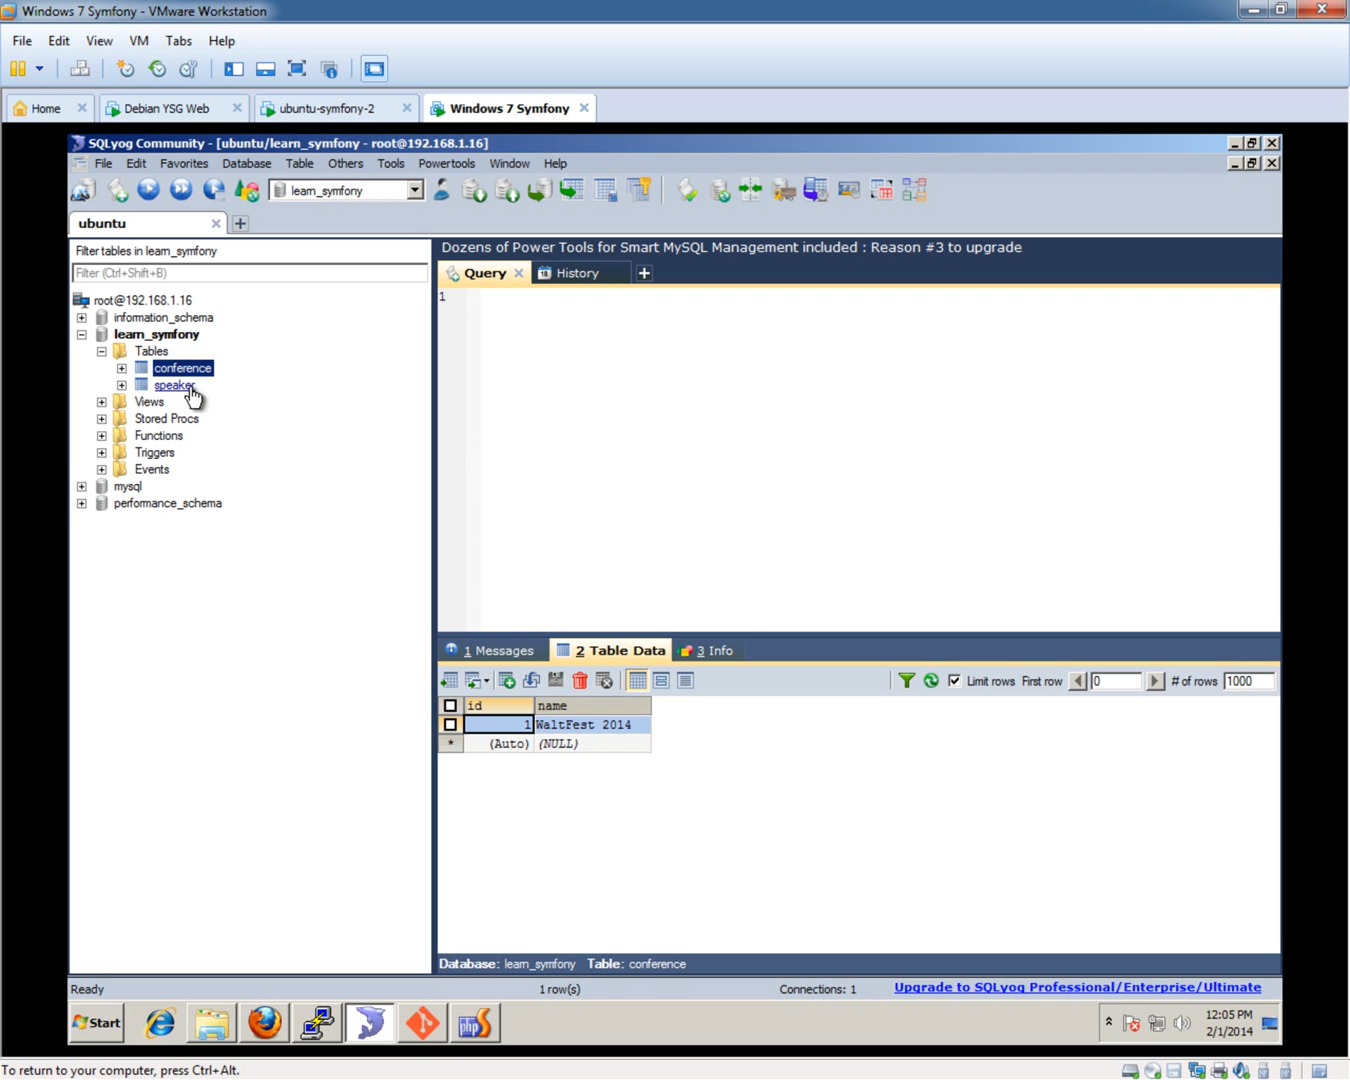 Windows 7 Symfony - VMware Workstation
File Edit View VM Tabs Help
Home Debian YSG Web ubuntu-symfony-2 Windows 7 Symfony
SQLyog Community - [ubuntu/learn_symfony - root@192.168.1.16]
File Edit Favorites Database Table Others Tools Powertools Window Help
learn_symfony
ubuntu
Filter tables in learn_symfony
Filter (Ctrl+Shift+B)
root@192.168.1.16
information_schema
learn_symfony
Tables
conference
speaker
Views
Stored Procs
Functions
Triggers
Events
mysql
performance_schema
Dozens of Power Tools for Smart MySQL Management included : Reason #3 to upgrade
Query History
1
1 Messages 2 Table Data 3 Info
Limit rows First row 0 # of rows 1000
id name
1 WaltFest 2014
* (Auto) (NULL)
Database: learn_symfony Table: conference
Ready 1 row(s) Connections: 1 Upgrade to SQLyog Professional/Enterprise/Ultimate
Start php 12:05 PM
2/1/2014
To return to your computer, press Ctrl+Alt.